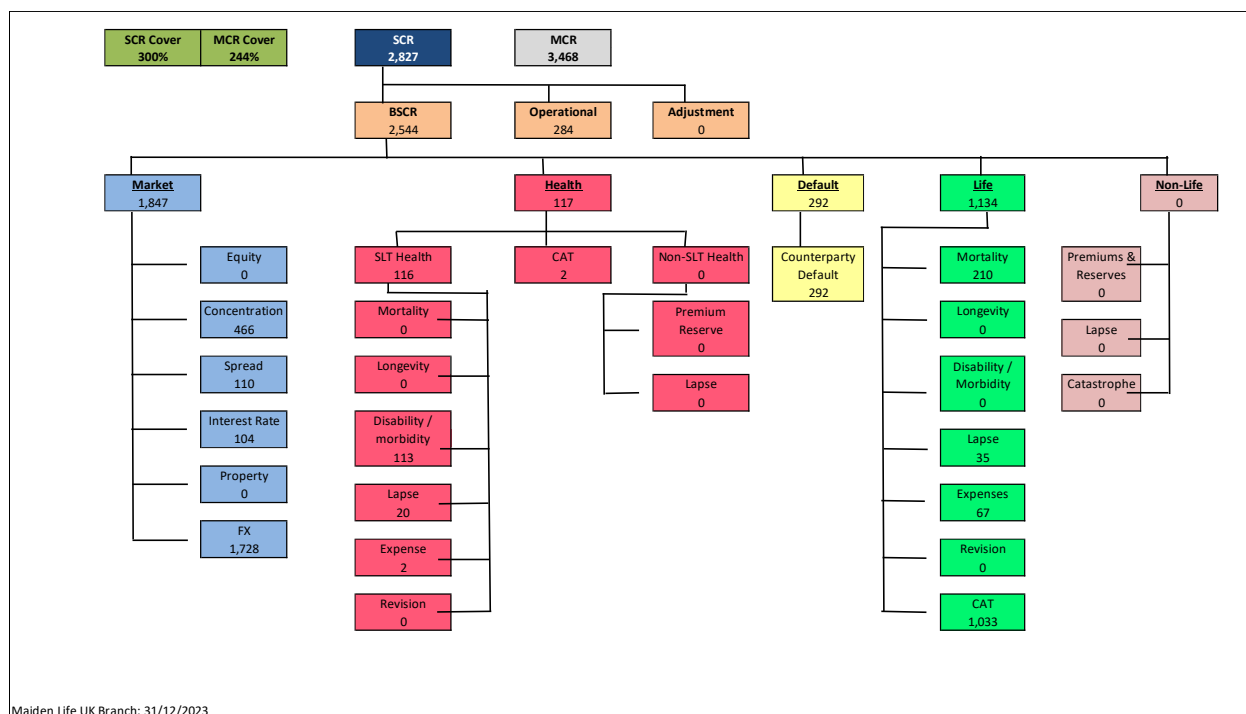 SCR Cover
300%
MCR Cover
244%
SCR
2,827
MCR
3,468
BSCR
2,544
Operational
284
Adjustment
0
Market
1,847
Health
117
Default
292
Life
1,134
Non-Life
0
Equity
0
Concentration
466
Spread
110
Interest Rate
104
Property
0
FX
1,728
SLT Health
116
CAT
2
Non-SLT Health
0
Mortality
0
Longevity
0
Disability /
morbidity
113
Lapse
20
Expense
2
Revision
0
Premium
Reserve
0
Lapse
0
Counterparty
Default
292
Mortality
210
Longevity
0
Disability /
Morbidity
0
Lapse
35
Expenses
67
Revision
0
CAT
1,033
Premiums &
Reserves
0
Lapse
0
Catastrophe
0
Maiden Life UK Branch: 31/12/2023